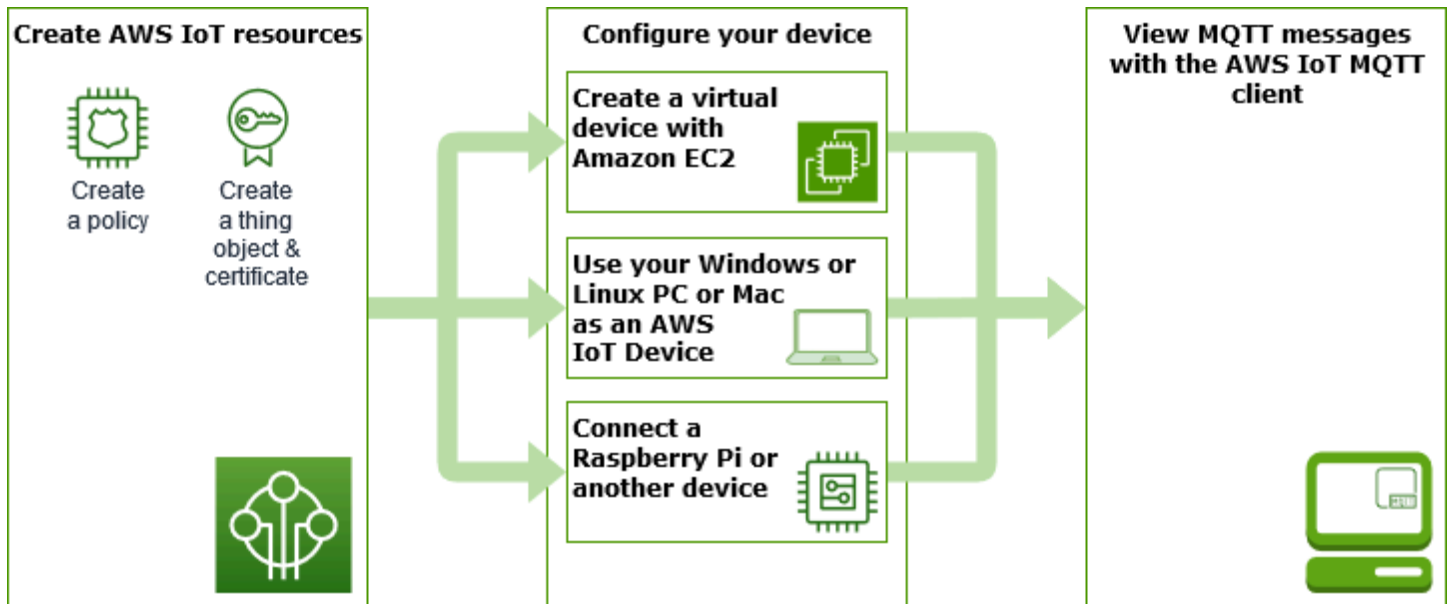 Create AWS IoT resources
Create
a policy
Create
a thing
object &
certificate
Configure your device
Create a virtual
device with
Amazon EC2
Use your Windows or
Linux PC or Mac
as an AWS
IoT Device
Connect a
Raspberry Pi or
another device
View MQTT messages
with the AWS IoT MQTT
client